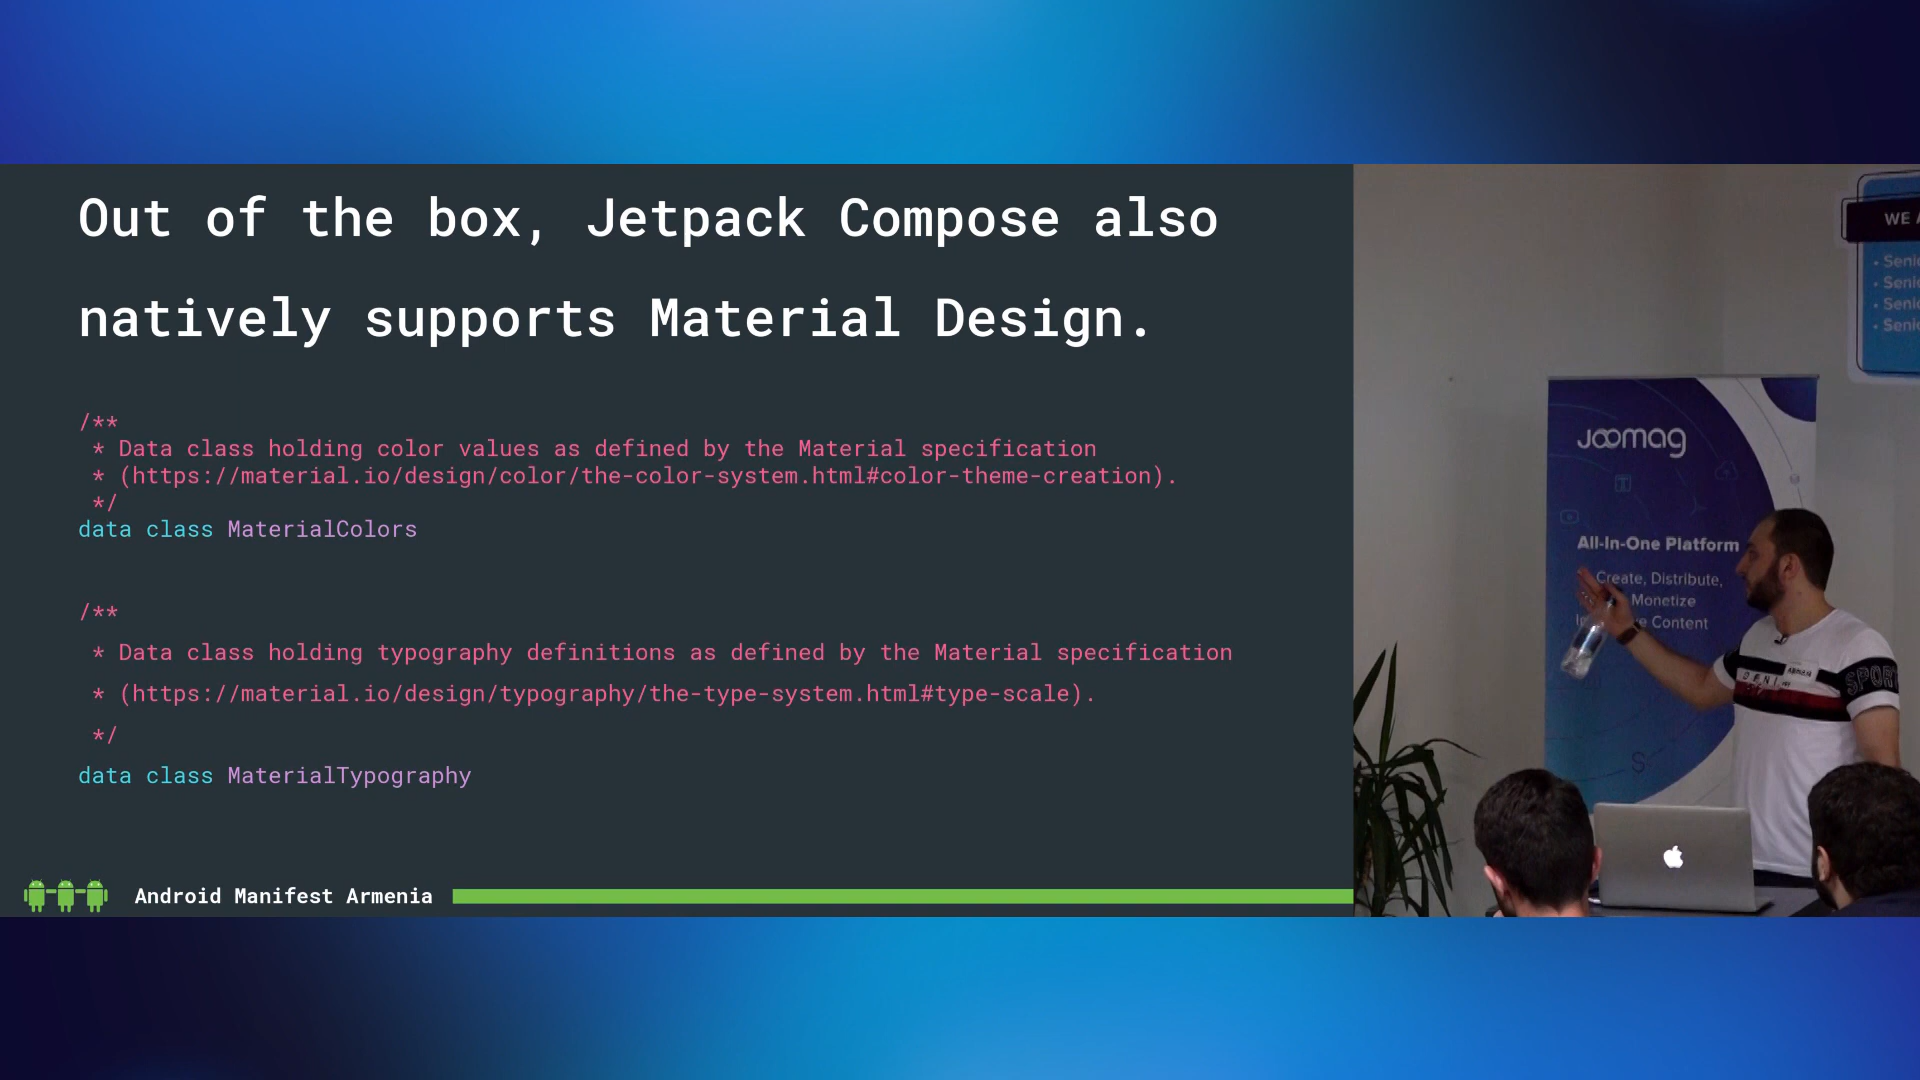 Out of the box, Jetpack Compose also
natively supports Material Design.
/**
* Data class holding color values as defined by the Material specification
* (https://material.io/design/color/the-color-system.html#color-theme-creation).
*/
data class MaterialColors
/**
* Data class holding typography definitions as defined by the Material specification
* (https://material.io/design/typography/the-type-system.html#type-scale).
*/
data class MaterialTypography
Android Manifest Armenia
WE
joomag
All-In-One Platform
Create, Distribute,
Monetize
Content
SPOR